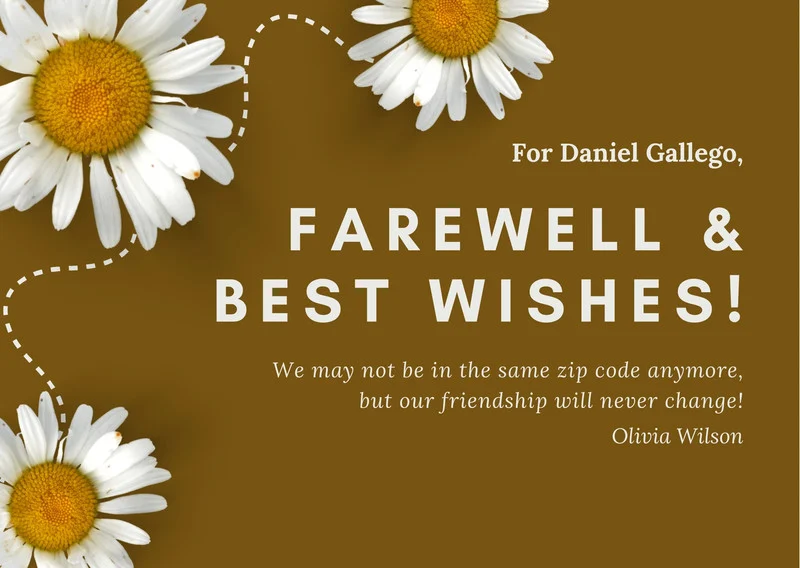 For Daniel Gallego,
FAREWELL &
BEST WISHES!
We may not be in the same zip code anymore,
but our friendship will never change!
Olivia Wilson